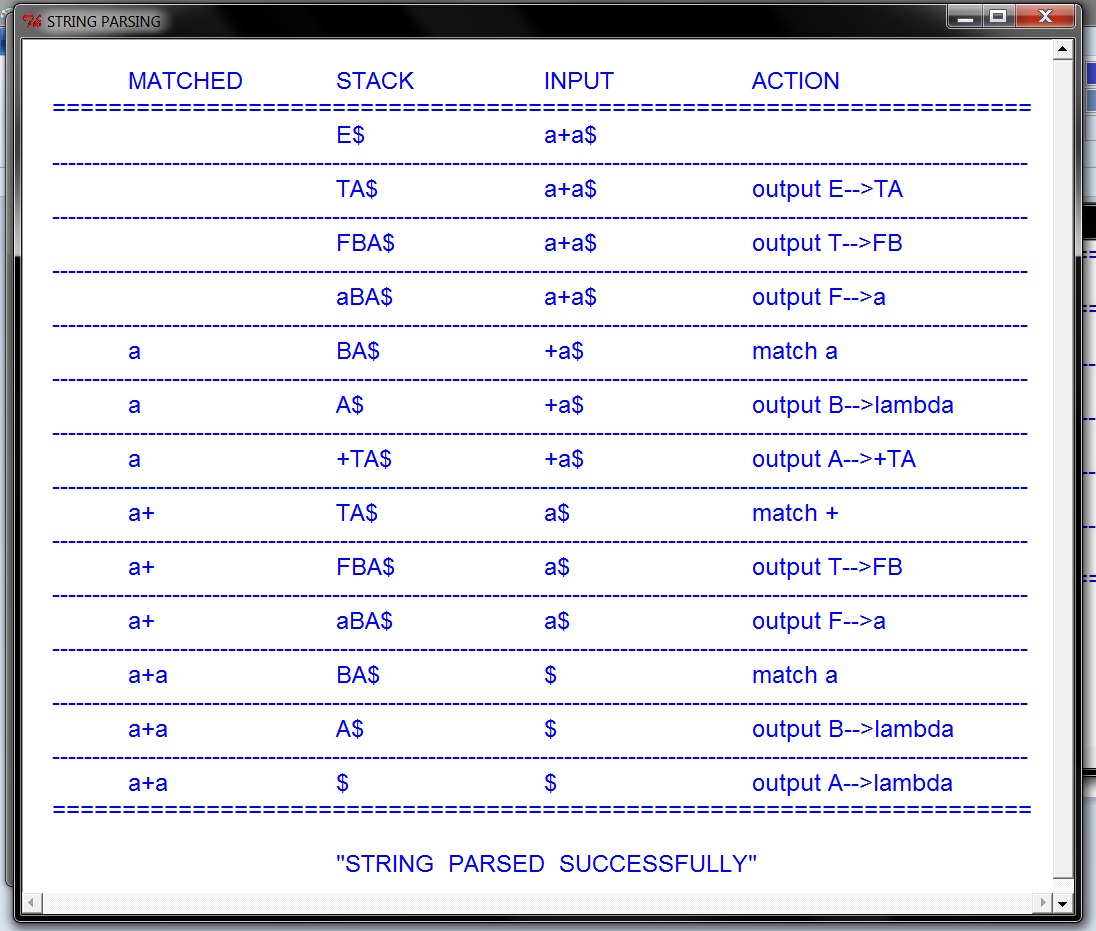 STRING PARSING
MATCHED STACK INPUT ACTION
======================================================================
E$ a+a$
TA$ a+a$ output E-->TA
FBA$ a+a$ output T-->FB
aBA$ a+a$ output F-->a
a BA$ +a$ match a
a A$ +a$ output B-->lambda
a +TA$ +a$ output A-->+TA
a+ TA$ a$ match +
a+ FBA$ a$ output T-->FB
a+ aBA$ a$ output F-->a
a+a BA$ $ match a
a+a A$ $ output B-->lambda
a+a $ $ output A-->lambda
======================================================================
"STRING PARSED SUCCESSFULLY"